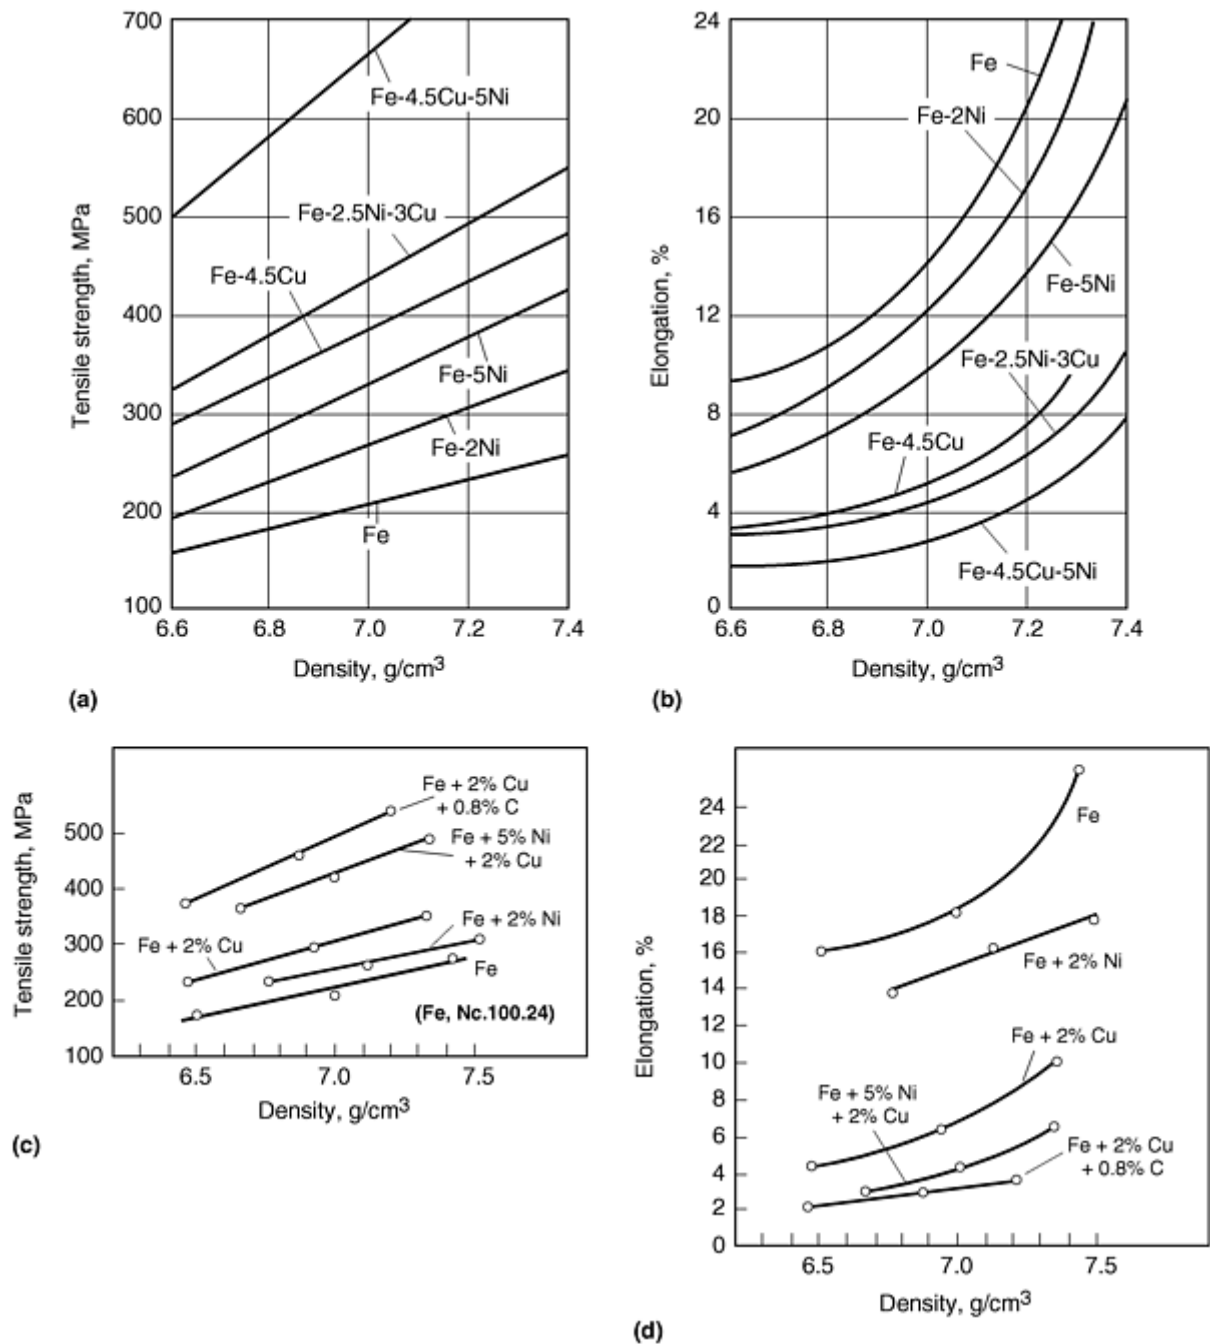 700
600
500
400
300
200
100
Tensile strength, MPa
Fe-4.5Cu-5Ni
Fe-2.5Ni-3Cu
Fe-4.5Cu
Fe-5Ni
Fe-2Ni
Fe
6.6 6.8 7.0 7.2 7.4
Density, g/cm³
(a)
24
20
16
12
8
4
0
Elongation, %
Fe
Fe-2Ni
Fe-5Ni
Fe-2.5Ni-3Cu
Fe-4.5Cu
Fe-4.5Cu-5Ni
6.6 6.8 7.0 7.2 7.4
Density, g/cm³
(b)
500
400
300
200
100
Tensile strength, MPa
Fe + 2% Cu
+ 0.8% C
Fe + 5% Ni
+ 2% Cu
Fe + 2% Cu
Fe + 2% Ni
Fe
(Fe, Nc.100.24)
6.5 7.0 7.5
Density, g/cm³
(c)
24
22
20
18
16
14
12
10
8
6
4
2
0
Elongation, %
Fe
Fe + 2% Ni
Fe + 2% Cu
Fe + 5% Ni
+ 2% Cu
Fe + 2% Cu
+ 0.8% C
6.5 7.0 7.5
Density, g/cm³
(d)